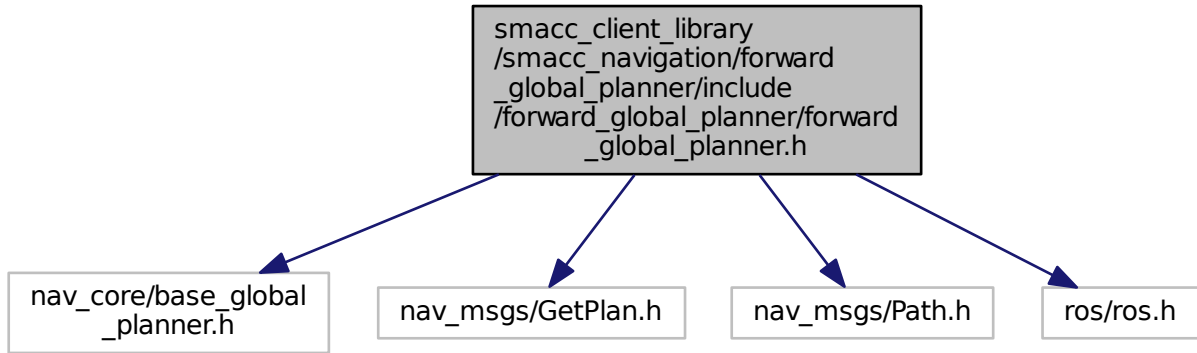 smacc_client_library
/smacc_navigation/forward
_global_planner/include
/forward_global_planner/forward
_global_planner.h
nav_core/base_global
_planner.h
nav_msgs/GetPlan.h
nav_msgs/Path.h
ros/ros.h